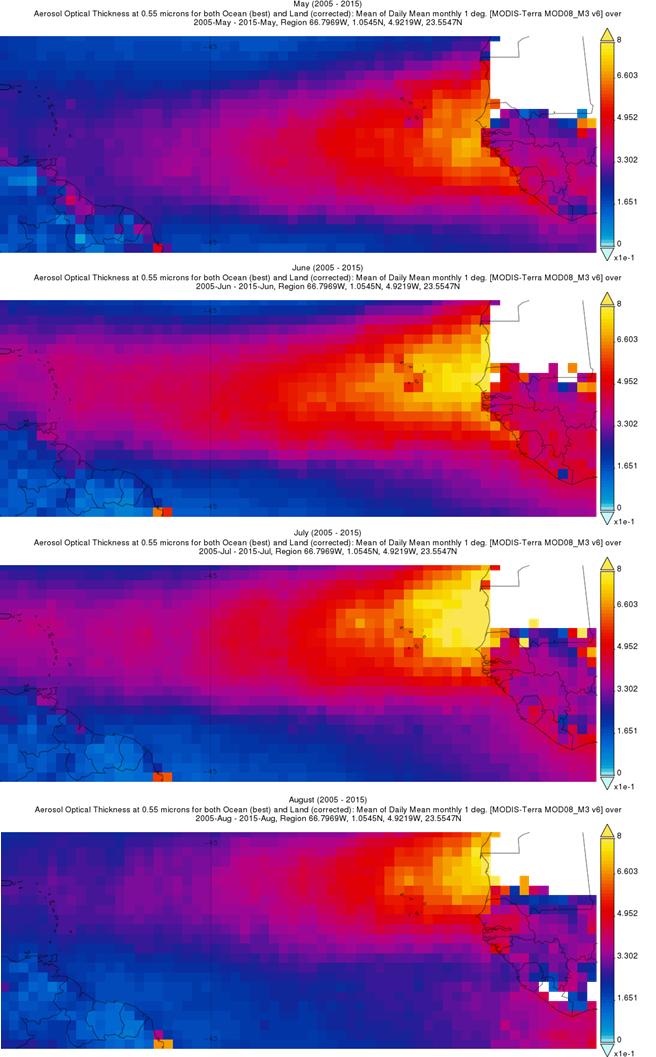 May (2005 - 2015)
Aerosol Optical Thickness at 0.55 microns for both Ocean (best) and Land (corrected): Mean of Daily Mean monthly 1 deg. [MODIS-Terra MOD08_M3 v6] over
2005-May - 2015-May, Region 66.7969W, 1.0545N, 4.9219W, 23.5547N
-45
-45
8
6.603
4.952
3.302
1.651
0
x1e-1
June (2005 - 2015)
Aerosol Optical Thickness at 0.55 microns for both Ocean (best) and Land (corrected): Mean of Daily Mean monthly 1 deg. [MODIS-Terra MOD08_M3 v6] over
2005-Jun - 2015-Jun, Region 66.7969W, 1.0545N, 4.9219W, 23.5547N
-45
-45
8
6.603
4.952
3.302
1.651
0
x1e-1
July (2005 - 2015)
Aerosol Optical Thickness at 0.55 microns for both Ocean (best) and Land (corrected): Mean of Daily Mean monthly 1 deg. [MODIS-Terra MOD08_M3 v6] over
2005-Jul - 2015-Jul, Region 66.7969W, 1.0545N, 4.9219W, 23.5547N
-45
-45
8
6.603
4.952
3.302
1.651
0
x1e-1
August (2005 - 2015)
Aerosol Optical Thickness at 0.55 microns for both Ocean (best) and Land (corrected): Mean of Daily Mean monthly 1 deg. [MODIS-Terra MOD08_M3 v6] over
2005-Aug - 2015-Aug, Region 66.7969W, 1.0545N, 4.9219W, 23.5547N
-45
-45
8
6.603
4.952
3.302
1.651
0
x1e-1